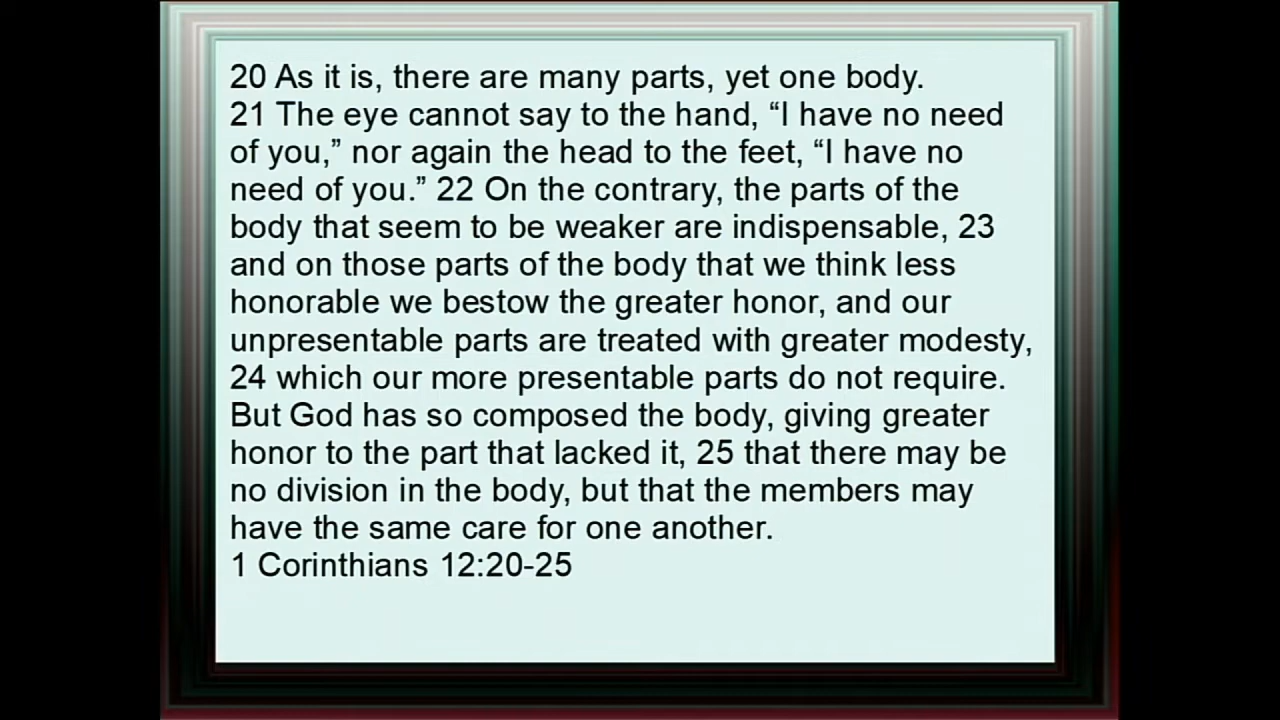 20 As it is, there are many parts, yet one body.
21 The eye cannot say to the hand, “I have no need
of you,” nor again the head to the feet, “I have no
need of you.” 22 On the contrary, the parts of the
body that seem to be weaker are indispensable, 23
and on those parts of the body that we think less
honorable we bestow the greater honor, and our
unpresentable parts are treated with greater modesty,
24 which our more presentable parts do not require.
But God has so composed the body, giving greater
honor to the part that lacked it, 25 that there may be
no division in the body, but that the members may
have the same care for one another.
1 Corinthians 12:20-25